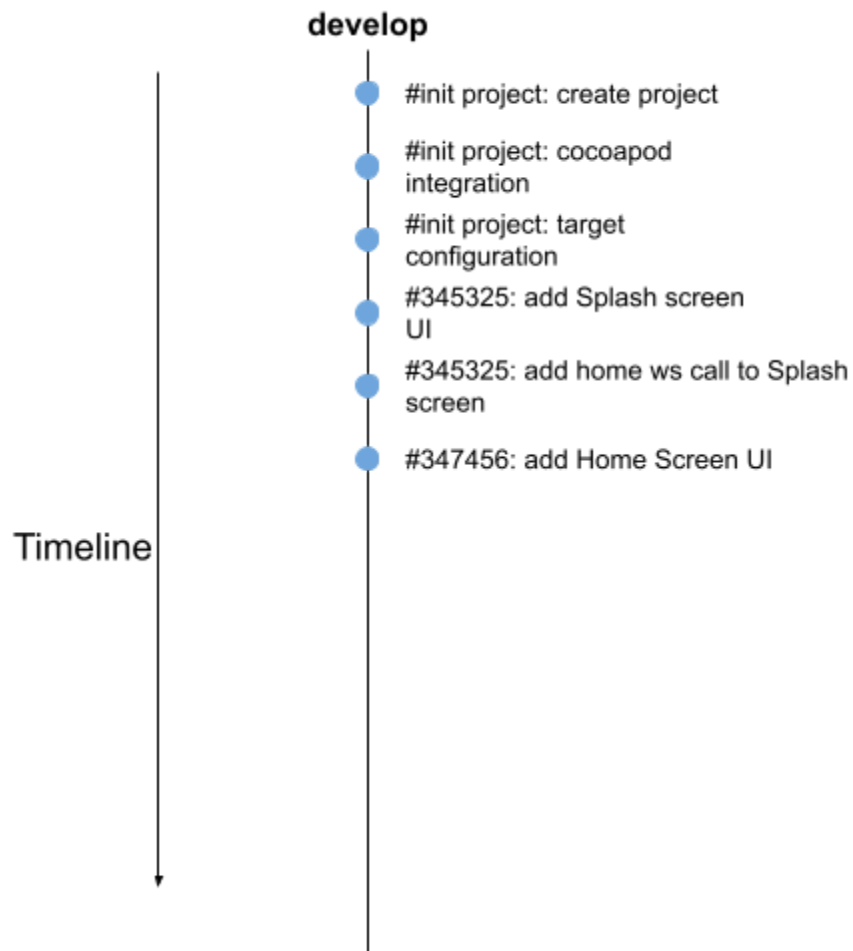 develop
#init project: create project
#init project: cocoapod
integration
#init project: target
configuration
#345325: add Splash screen
UI
#345325: add home ws call to Splash
screen
#347456: add Home Screen UI
Timeline